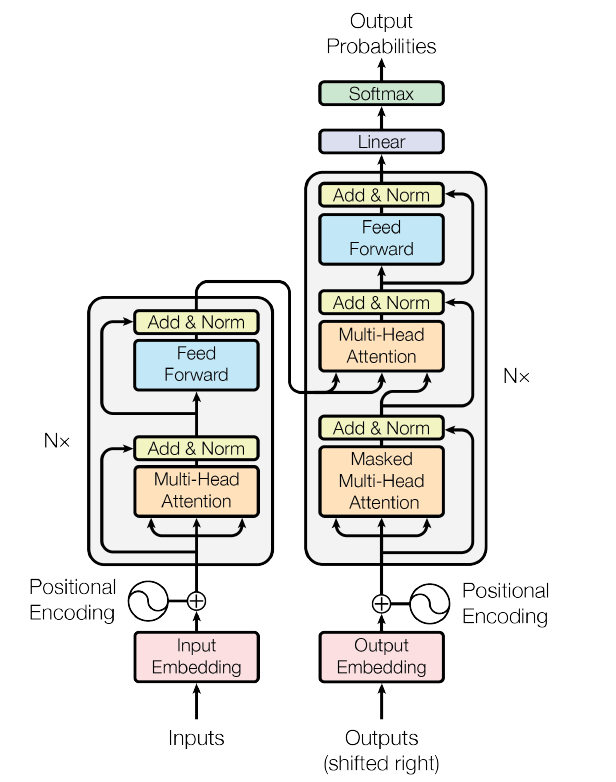 Output
Probabilities
Softmax
Linear
Add & Norm
Feed
Forward
Add & Norm
Multi-Head
Attention
Add & Norm
Masked
Multi-Head
Attention
N×
Positional
Encoding
Output
Embedding
Outputs
(shifted right)
Add & Norm
Feed
Forward
Add & Norm
Multi-Head
Attention
N×
Positional
Encoding
Input
Embedding
Inputs